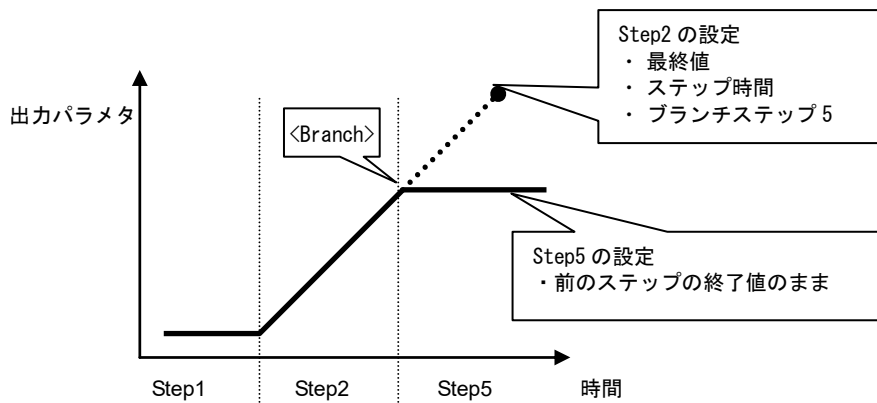 Step2 の設定
・ 最終値
・ ステップ時間
・ ブランチステップ 5
出力パラメタ
<Branch>
Step5 の設定
・前のステップの終了値のまま
Step1
Step2
Step5
時間